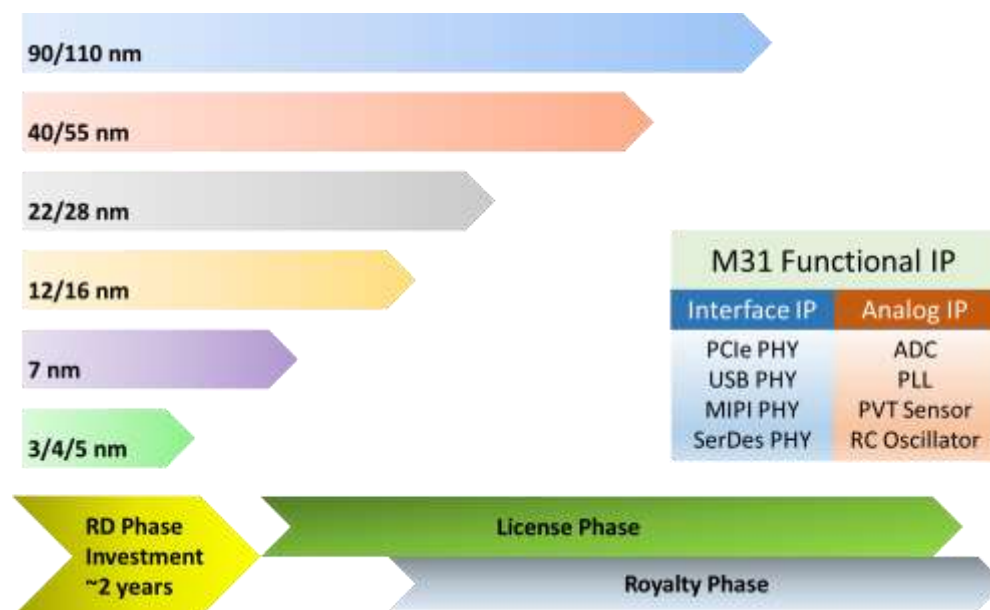 90/110 nm
40/55 nm
22/28 nm
12/16 nm
7 nm
3/4/5 nm
M31 Functional IP
Interface IP
Analog IP
PCIe PHY
ADC
USB PHY
PLL
MIPI PHY
PVT Sensor
SerDes PHY
RC Oscillator
RD Phase
Investment
~2 years
License Phase
Royalty Phase